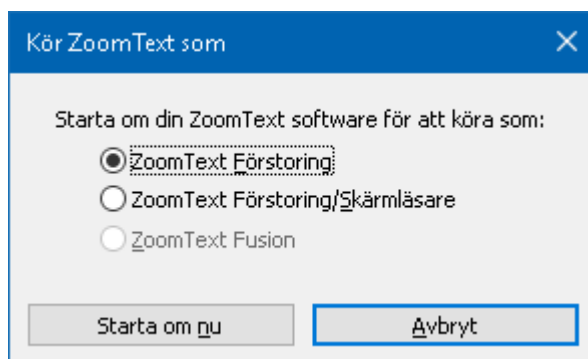 Kör ZoomText som
Starta om din ZoomText software för att köra som:
ZoomText Förstoring
ZoomText Förstoring/Skärmläsare
ZoomText Fusion
Starta om nu Avbryt